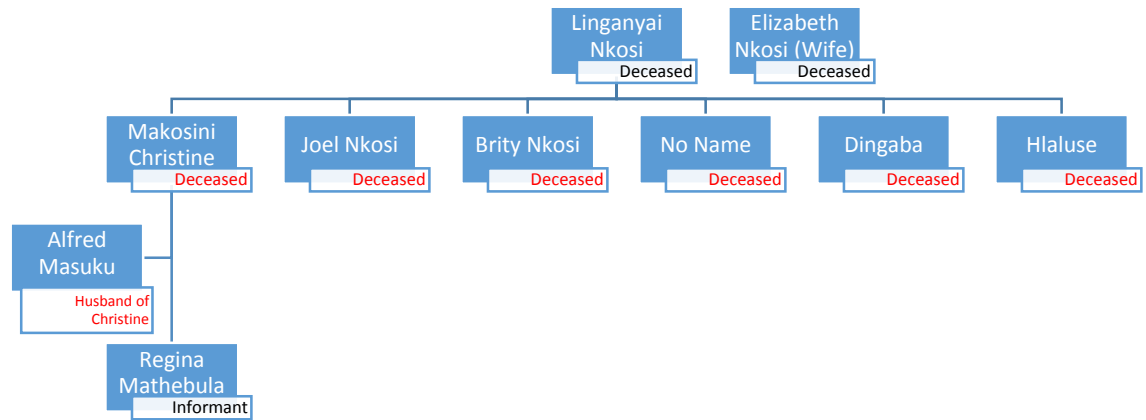 Linganyai
Nkosi
Deceased
Elizabeth
Nkosi (Wife)
Deceased
Makosini
Christine
Deceased
Joel Nkosi
Deceased
Brity Nkosi
Deceased
No Name
Deceased
Dingaba
Deceased
Hlaluse
Deceased
Alfred
Masuku
Husband of
Christine
Regina
Mathebula
Informant